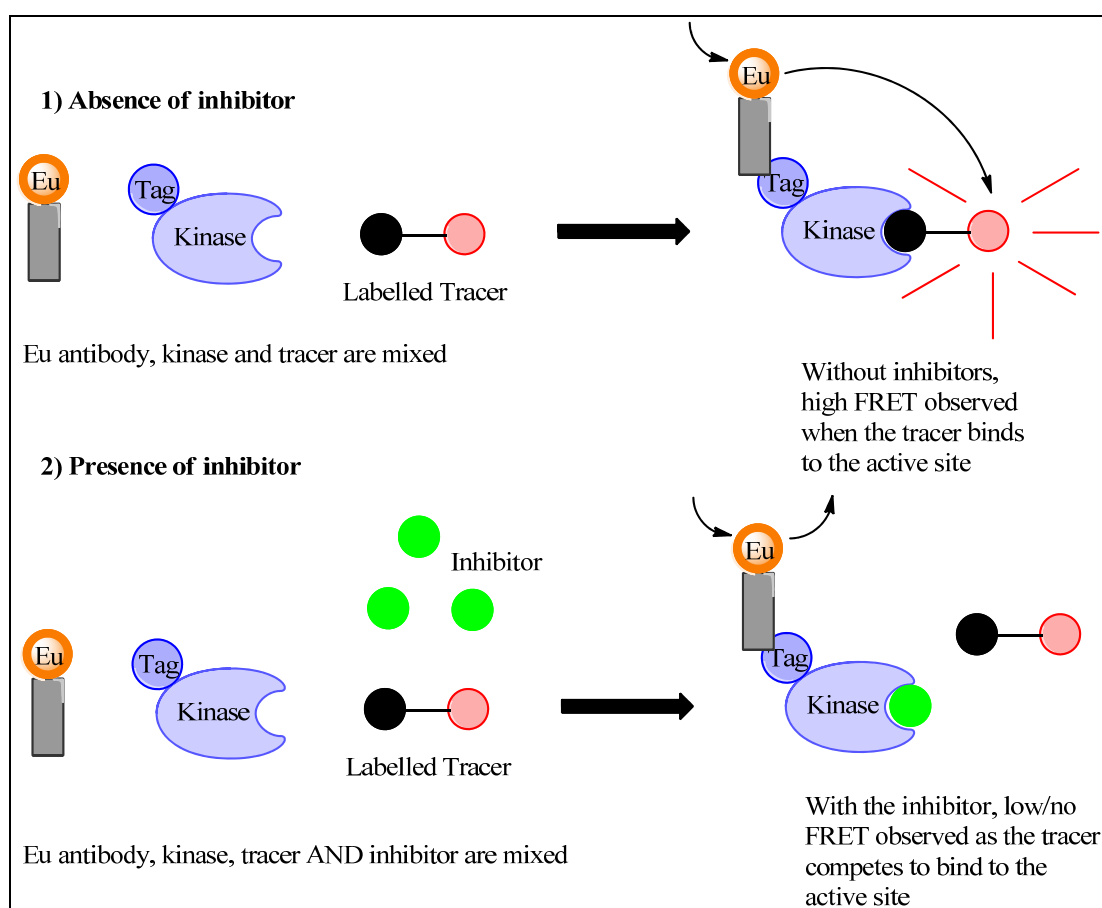 1) Absence of inhibitor
Eu
Tag
Kinase
Labelled Tracer
Eu
Tag
Kinase
Eu antibody, kinase and tracer are mixed
Without inhibitors,
high FRET observed
when the tracer binds
to the active site
2) Presence of inhibitor
Inhibitor
Eu
Tag
Kinase
Labelled Tracer
Eu
Tag
Kinase
Eu antibody, kinase, tracer AND inhibitor are mixed
With the inhibitor, low/no
FRET observed as the tracer
competes to bind to the
active site